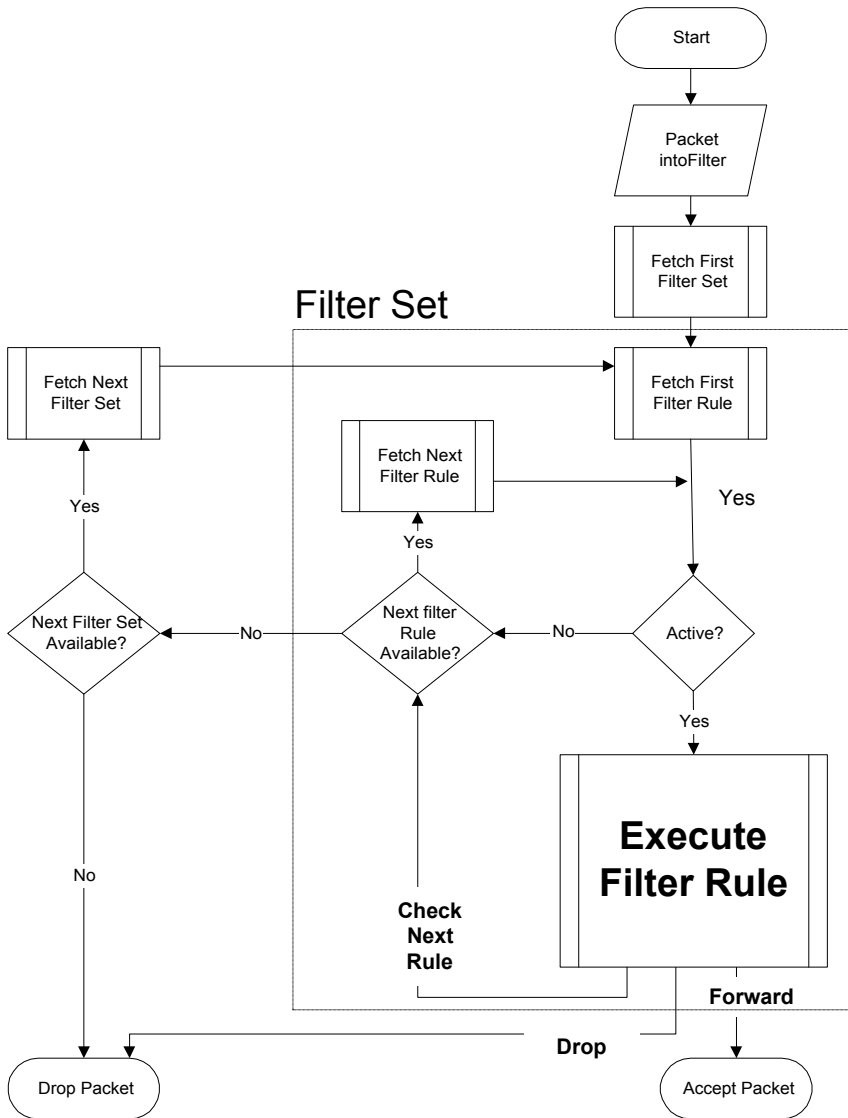 Start
Packet
intoFilter
Fetch First
Filter Set
Filter Set
Fetch Next
Filter Set
Fetch First
Filter Rule
Fetch Next
Filter Rule
Yes
Yes
Yes
Next Filter Set
Available?
No
Next filter
Rule
Available?
No
Active?
Yes
Execute
Filter Rule
No
Check
Next
Rule
Forward
Drop
Drop Packet
Accept Packet